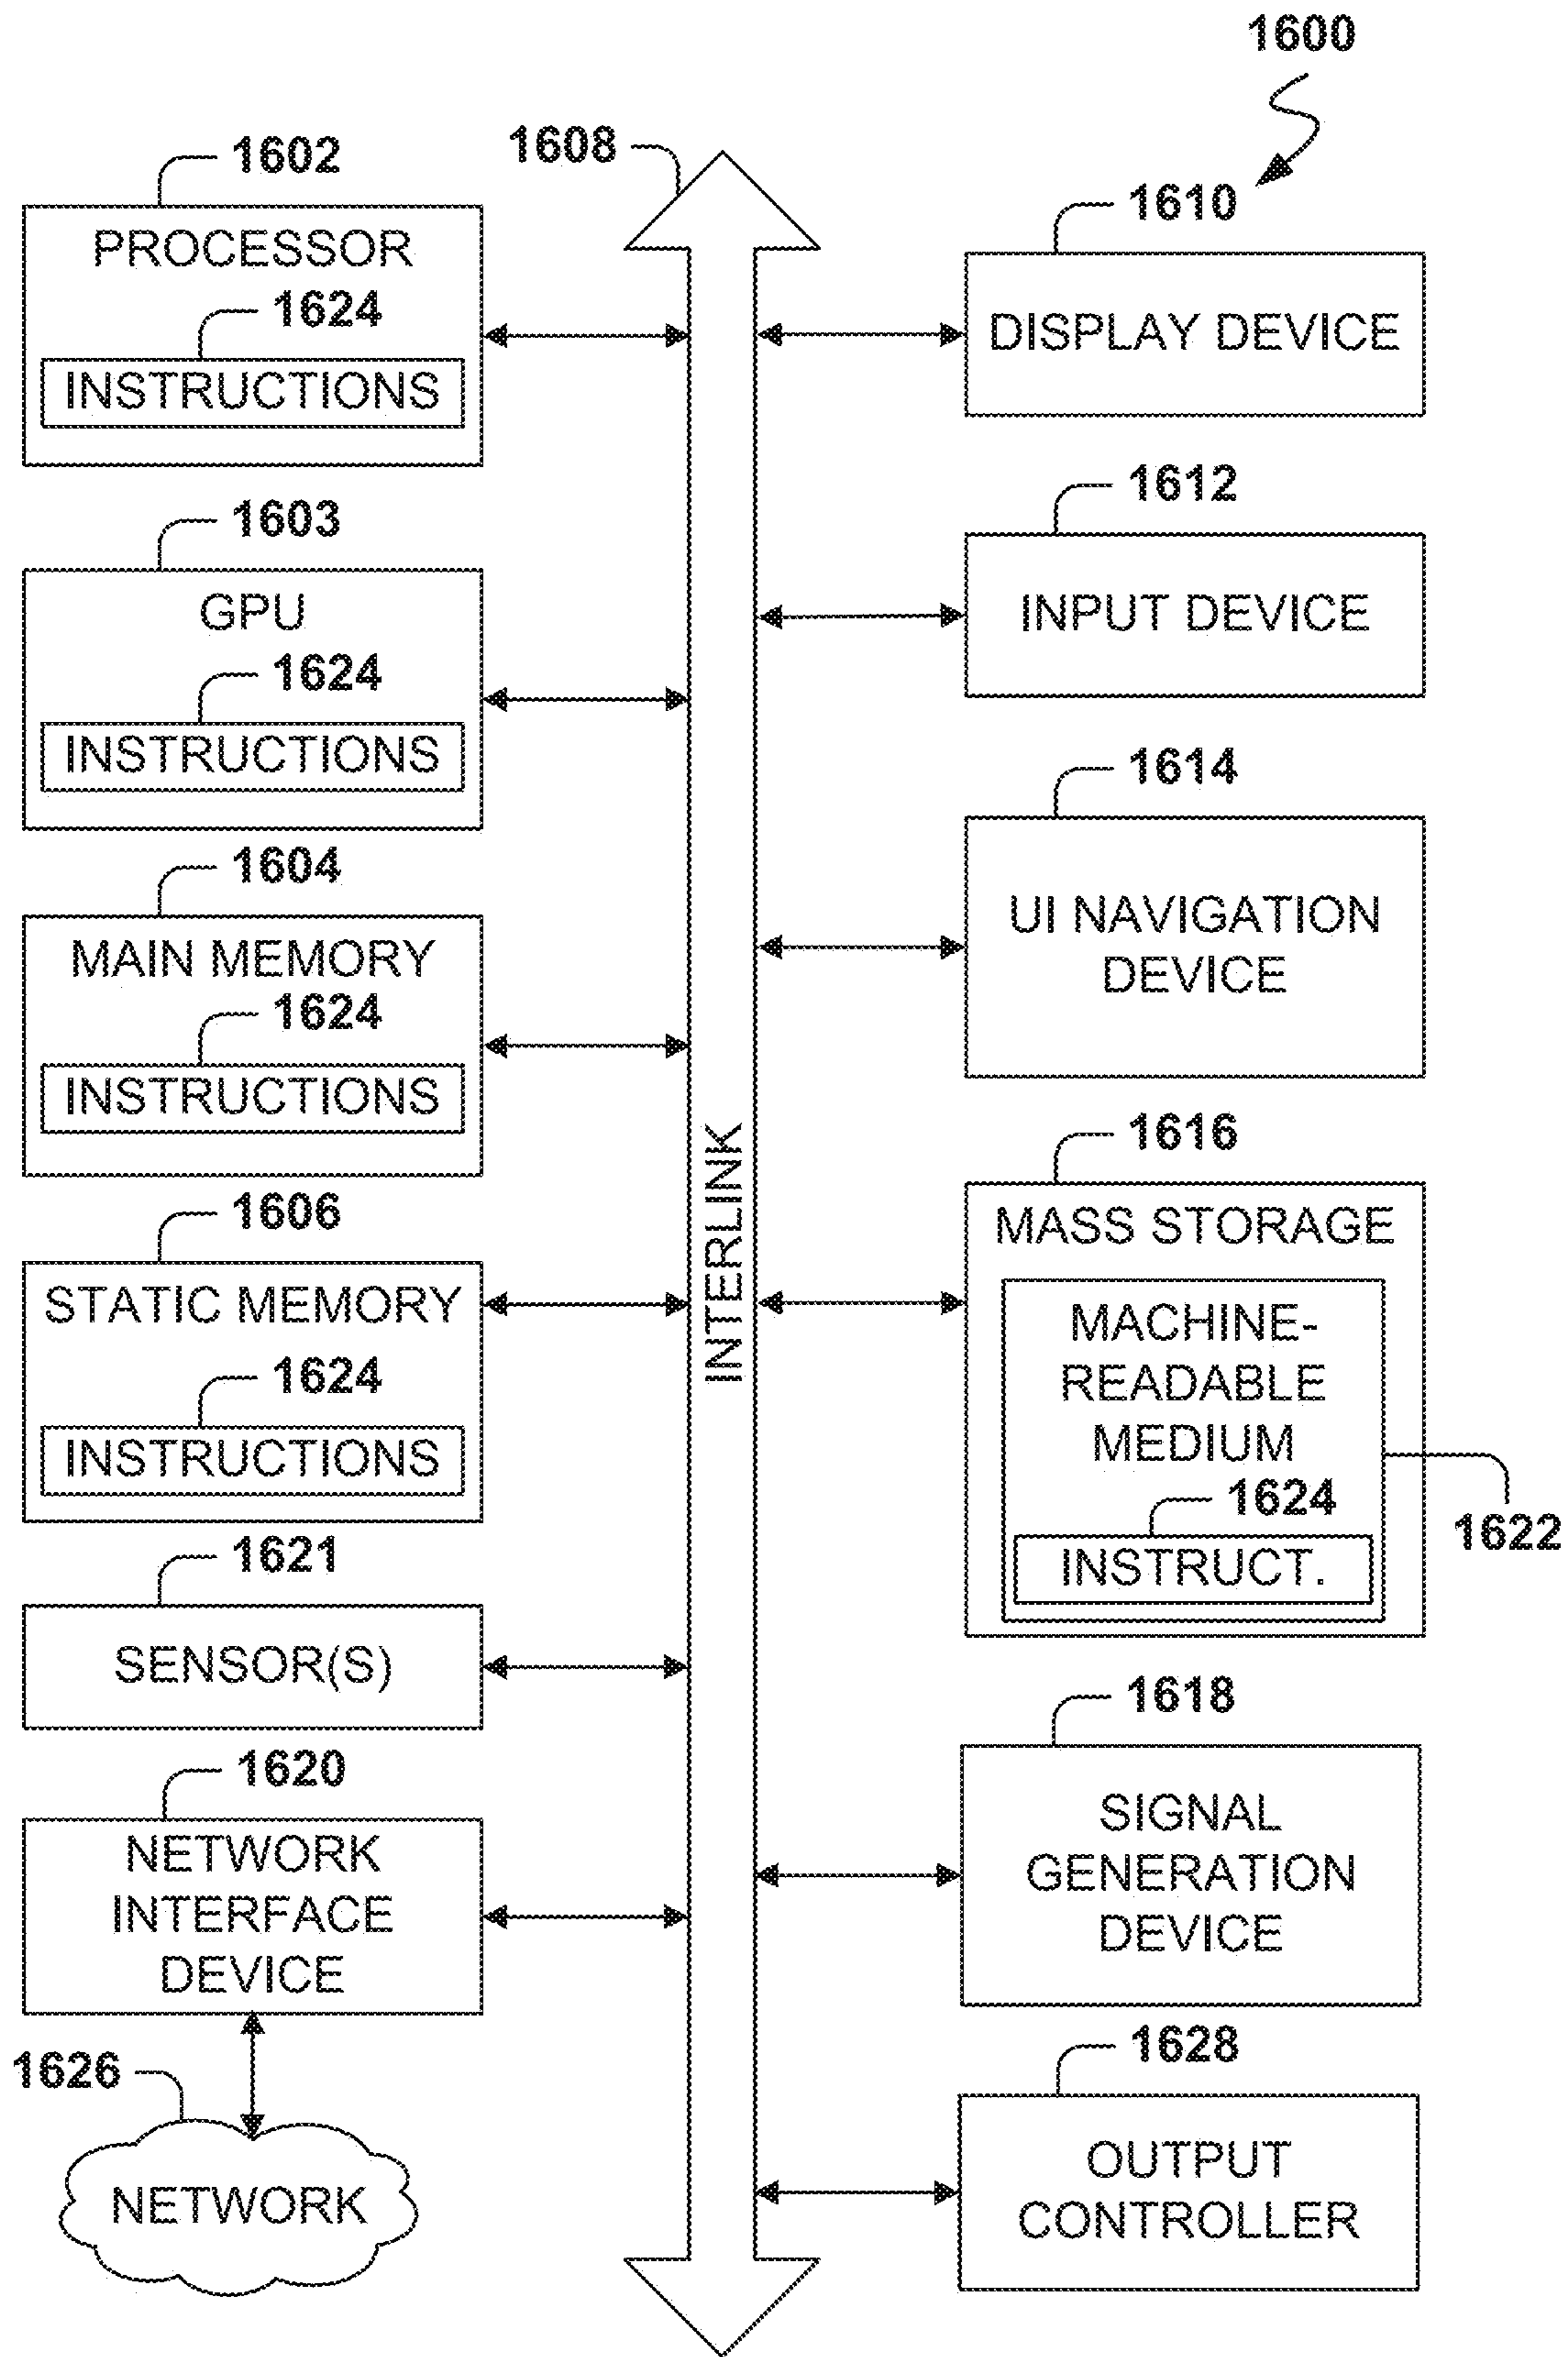 1600
1602
PROCESSOR
1624
INSTRUCTIONS
1603
GPU
1624
INSTRUCTIONS
1604
MAIN MEMORY
1624
INSTRUCTIONS
1606
STATIC MEMORY
1624
INSTRUCTIONS
1621
SENSOR(S)
1620
NETWORK
INTERFACE
DEVICE
1626
NETWORK
1608
INTERLINK
1610
DISPLAY DEVICE
1612
INPUT DEVICE
1614
UI NAVIGATION
DEVICE
1616
MASS STORAGE
MACHINE-
READABLE
MEDIUM
1624
INSTRUCT.
1622
1618
SIGNAL
GENERATION
DEVICE
1628
OUTPUT
CONTROLLER